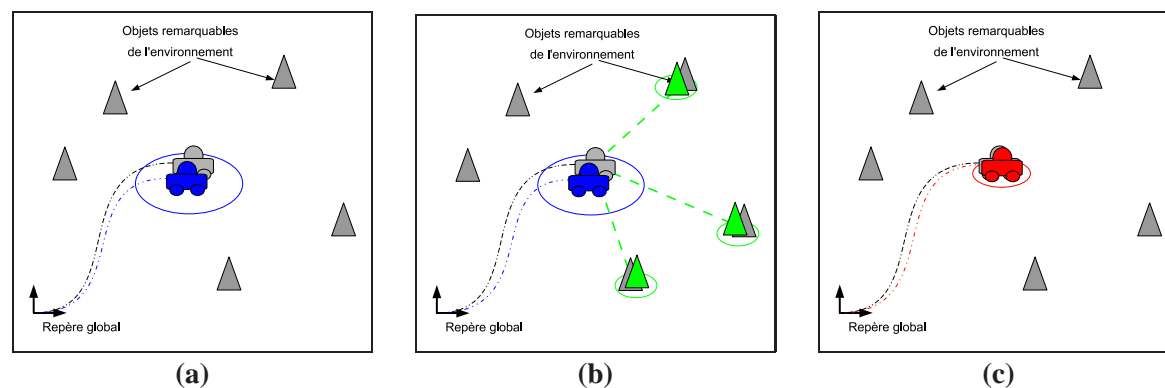 Objets remarquables
de l'environnement
Repère global
(a)
Objets remarquables
de l'environnement
Repère global
(b)
Objets remarquables
de l'environnement
Repère global
(c)